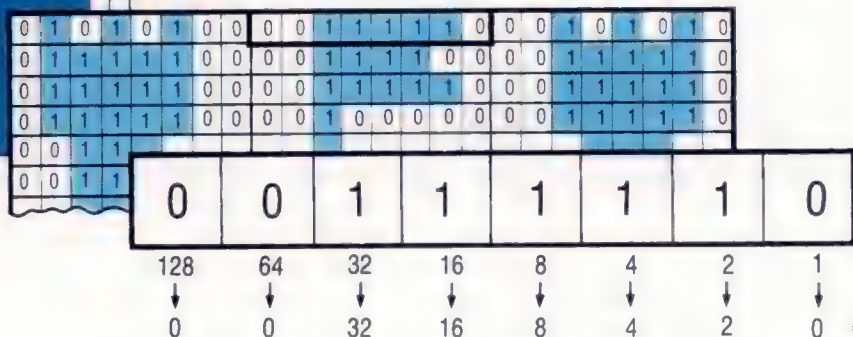 0 1 0 1 0 1 0 0 0 0 1 1 1 1 1 0 0 0 1 0 1 0 1 0
0 1 1 1 1 1 0 0 0 0 1 1 1 1 0 0 0 0 1 1 1 1 1 0
0 1 1 1 1 1 0 0 0 0 1 1 1 1 1 0 0 0 1 1 1 1 1 0
0 1 1 1 1 1 0 0 0 0 1 0 0 0 0 0 0 0 1 1 1 1 1 0
0 0 1 1
0 0 1 1
0 0 1 1 1 1 1 0
128 64 32 16 8 4 2 1
↓ ↓ ↓ ↓ ↓ ↓ ↓ ↓
0 0 32 16 8 4 2 0